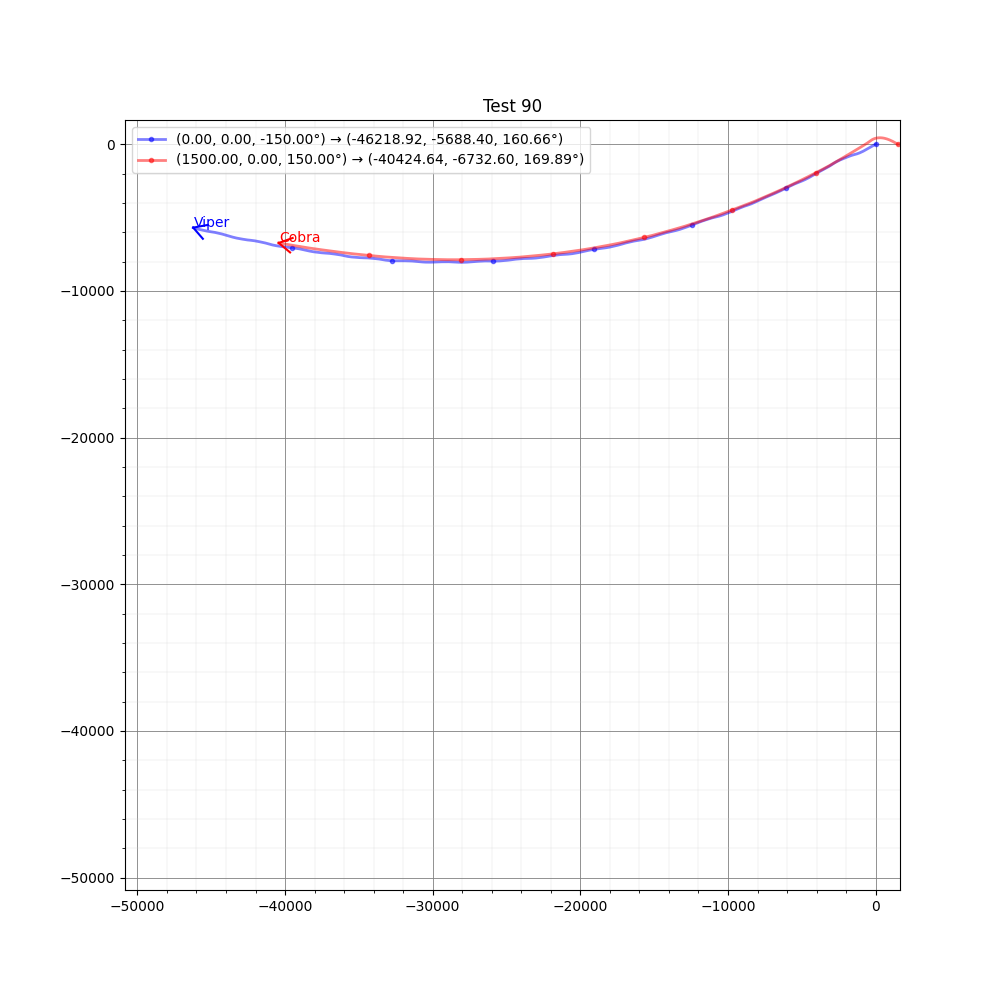 Test 90
(0.00, 0.00, -150.00°) → (-46218.92, -5688.40, 160.66°)
(1500.00, 0.00, 150.00°) → (-40424.64, -6732.60, 169.89°)
0
Viper
Cobra
−10000
−20000
−30000
−40000
−50000
−50000 −40000 −30000 −20000 −10000 0